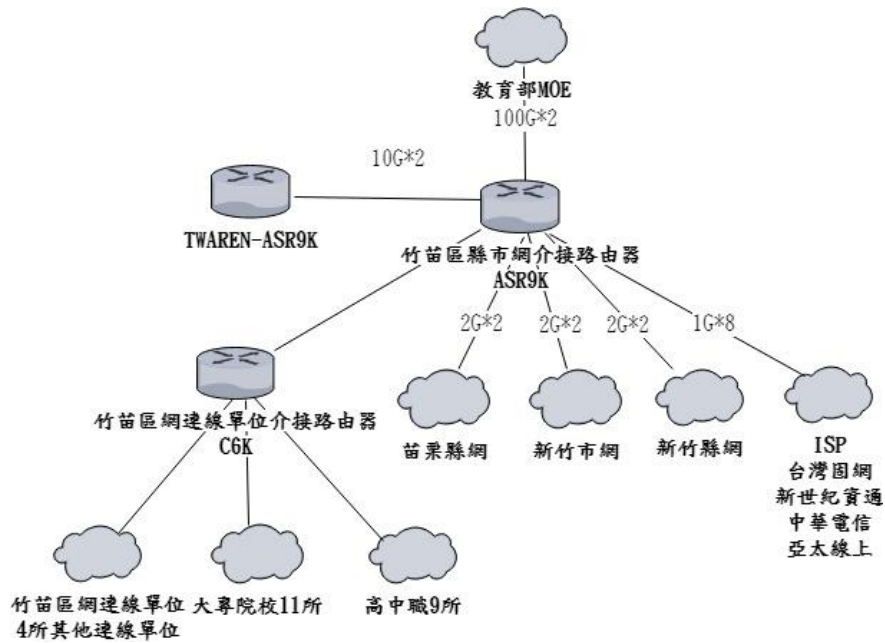 教育部MOE
100G*2
10G*2
TWAREN-ASR9K
竹苗區縣市網介接路由器
ASR9K
2G*2
2G*2
2G*2
1G*8
竹苗區網連線單位介接路由器
C6K
苗栗縣網
新竹市網
新竹縣網
ISP
台灣固網
新世紀資通
中華電信
亞太線上
竹苗區網連線單位
4所其他連線單位
大專院校11所
高中職9所